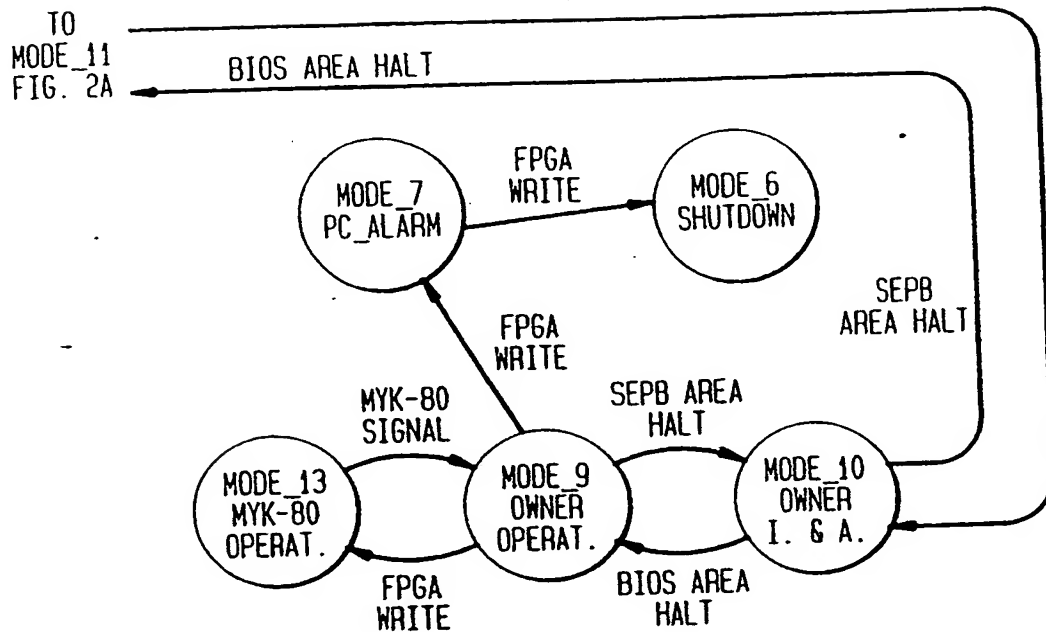 TO
MODE_11
FIG. 2A
BIOS AREA HALT
MODE_7
PC_ALARM
FPGA
WRITE
MODE_6
SHUTDOWN
SEPB
AREA HALT
FPGA
WRITE
MYK-80
SIGNAL
SEPB AREA
HALT
MODE_13
MYK-80
OPERAT.
MODE_9
OWNER
OPERAT.
MODE_10
OWNER
I. & A.
FPGA
WRITE
BIOS AREA
HALT